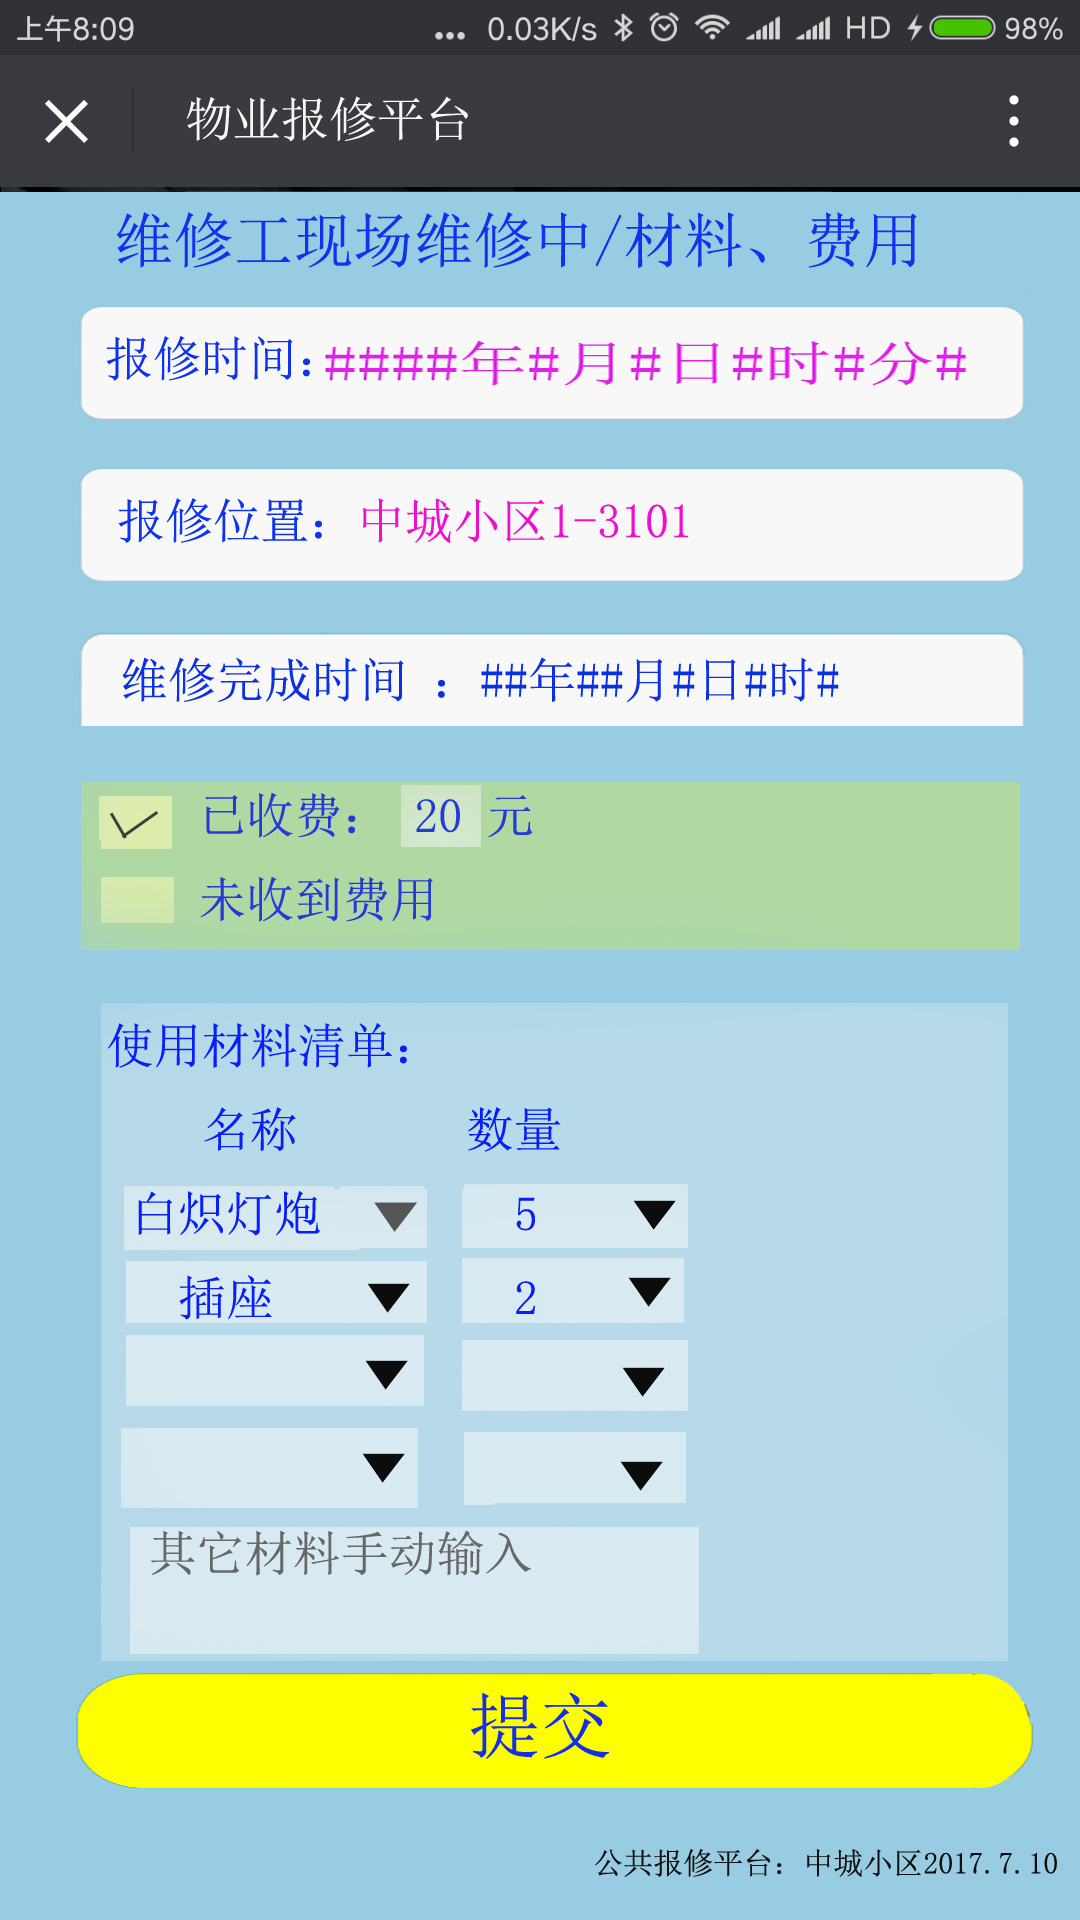 上午8:09 ... 0.03K/s HD 98%
物业报修平台
维修工现场维修中/材料、费用
报修时间:####年#月#日#时#分#
报修位置: 中城小区1-3101
维修完成时间 : ##年##月#日#时#
已收费: 20 元
未收到费用
使用材料清单:
名称 数量
白炽灯炮 5
插座 2
其它材料手动输入
提交
公共报修平台: 中城小区2017.7.10